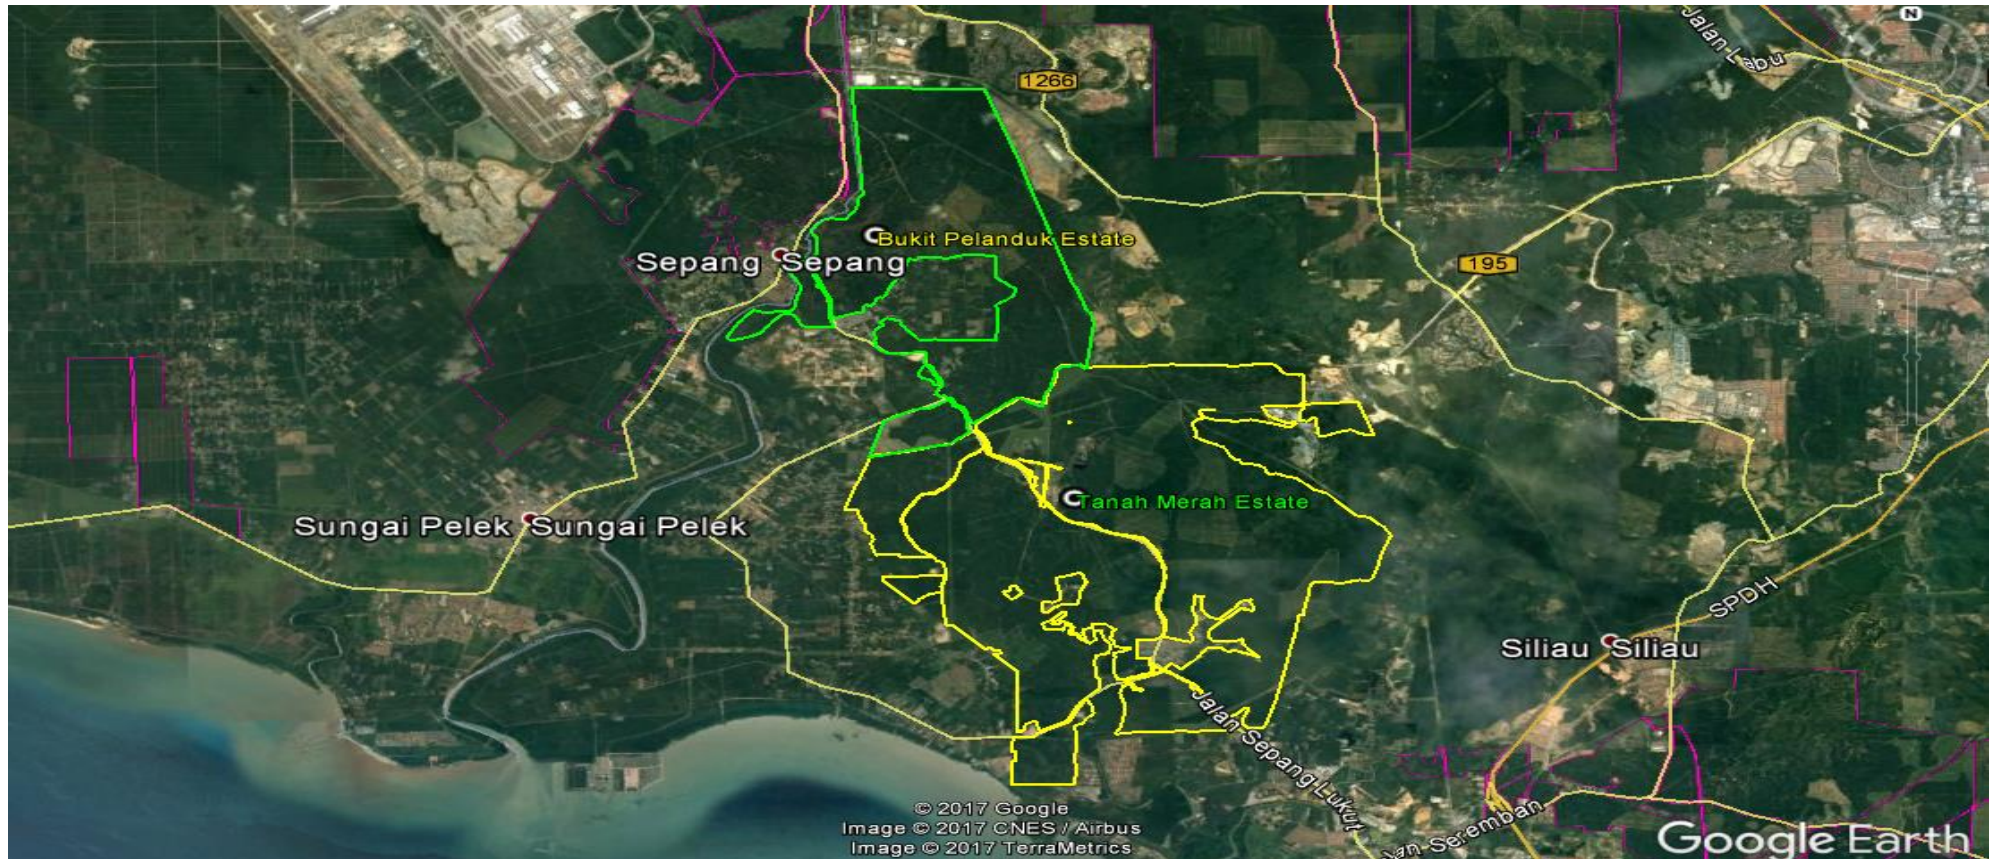 N
Jalan Labu
1266
Bukit Pelanduk Estate
Sepang Sepang
195
Tanah Merah Estate
Sungai Pelek Sungai Pelek
SPDH
Siliau Siliau
Jalan Sepang Lukut
Seremban
© 2017 Google
Image © 2017 CNES / Airbus
Image © 2017 TerraMetrics
Google Earth